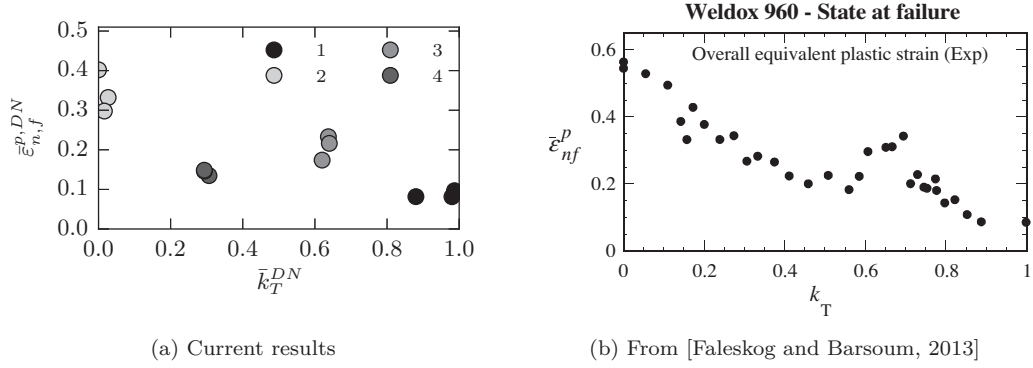 0.5
0.4
0.3
0.2
0.1
0.0
ε̄ᵖ'ᴰᴺₙ,f
1
2
3
4
0.0 0.2 0.4 0.6 0.8 1.0
k̄_T^{DN}
(a) Current results
Weldox 960 - State at failure
Overall equivalent plastic strain (Exp)
0.6
0.4
0.2
0
ε̄^p_{nf}
0 0.2 0.4 0.6 0.8 1
k_T
(b) From [Faleskog and Barsoum, 2013]